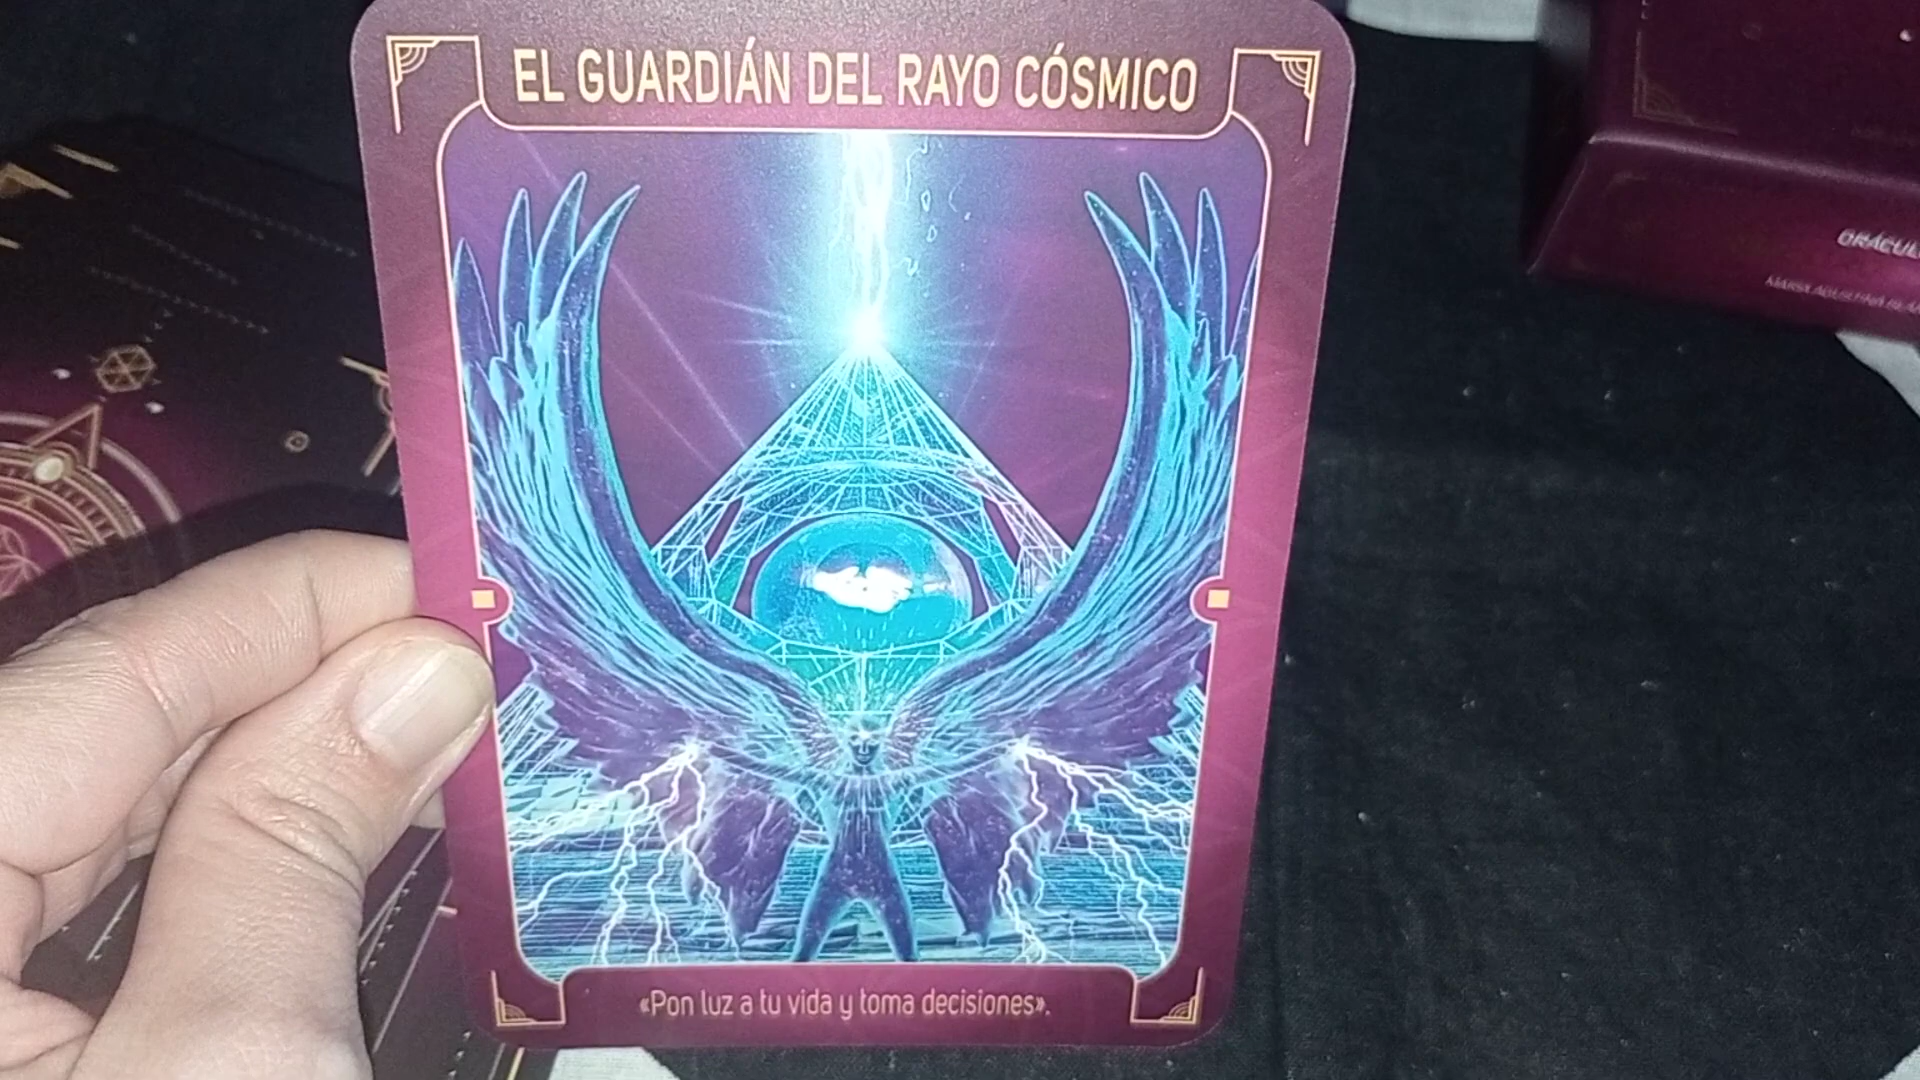 EL GUARDIÁN DEL RAYO CÓSMICO
«Pon luz a tu vida y toma decisiones».